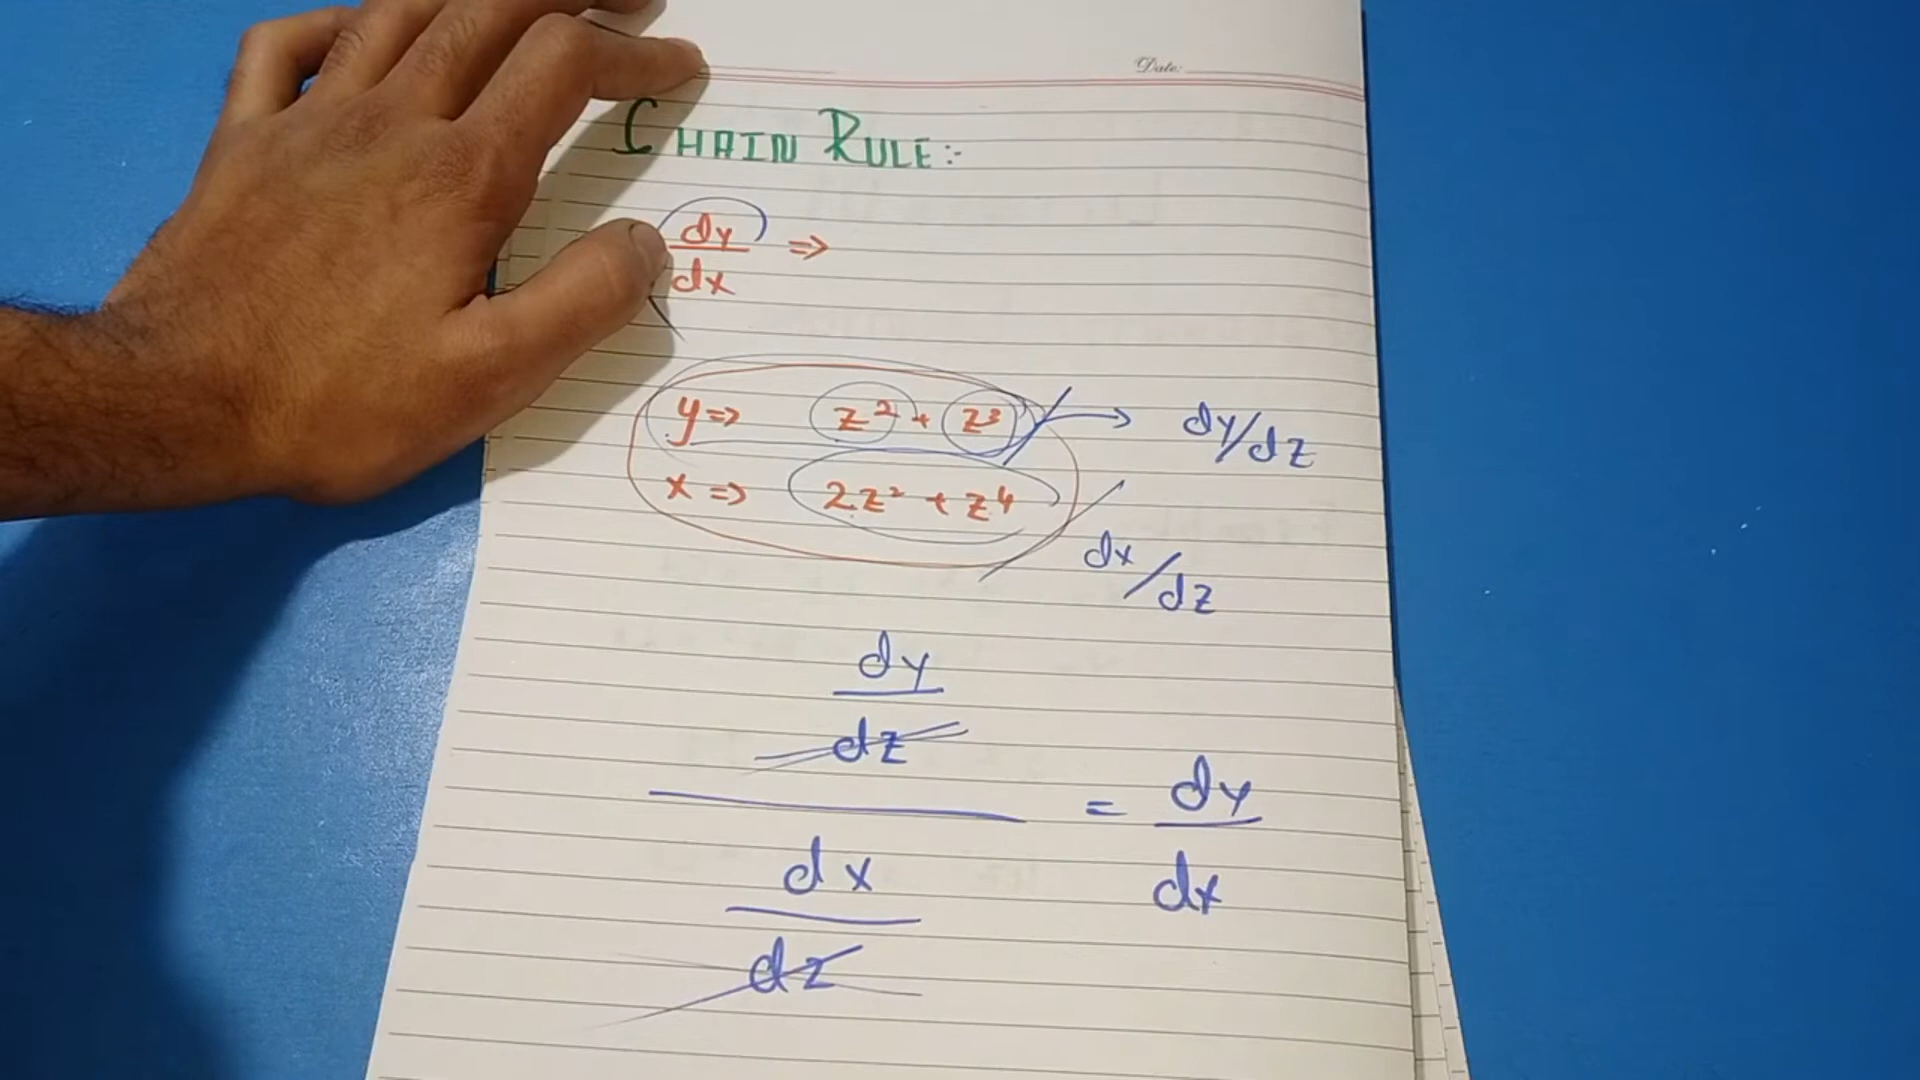 Date:
CHAIN RULE:-
dy
dx
⇒
y ⇒ z² + z³ → dy/dz
x ⇒ 2z² + z⁴
dx/dz
dy
dz
dx
dz
= dy
dx